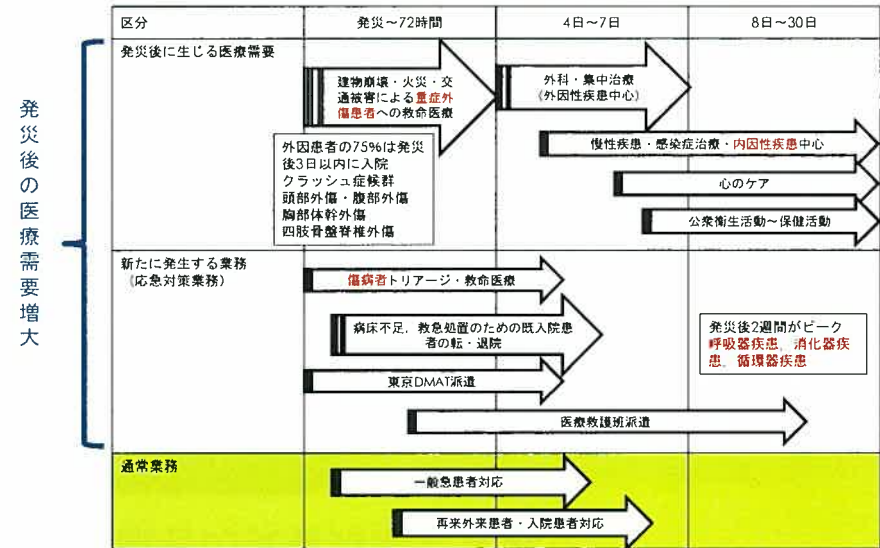 区分
発災～72時間
4日～7日
8日～30日
発災後の医療需要増大
発災後に生じる医療需要
建物崩壊・火災・交
通被害による重症外
傷患者への救命医療
外科・集中治療
（外因性疾患中心）
外因患者の75%は発災
後3日以内に入院
クラッシュ症候群
頭部外傷・腹部外傷
胸部体幹外傷
四肢骨盤脊椎外傷
慢性疾患・感染症治療・内因性疾患中心
心のケア
公衆衛生活動～保健活動
新たに発生する業務
（応急対策業務）
傷病者トリアージ・救命医療
病床不足，救急処置のための既入院患
者の転・退院
発災後2週間がピーク
呼吸器疾患，消化器疾
患，循環器疾患
東京DMAT派遣
医療救護班派遣
通常業務
一般急患者対応
再来外来患者・入院患者対応